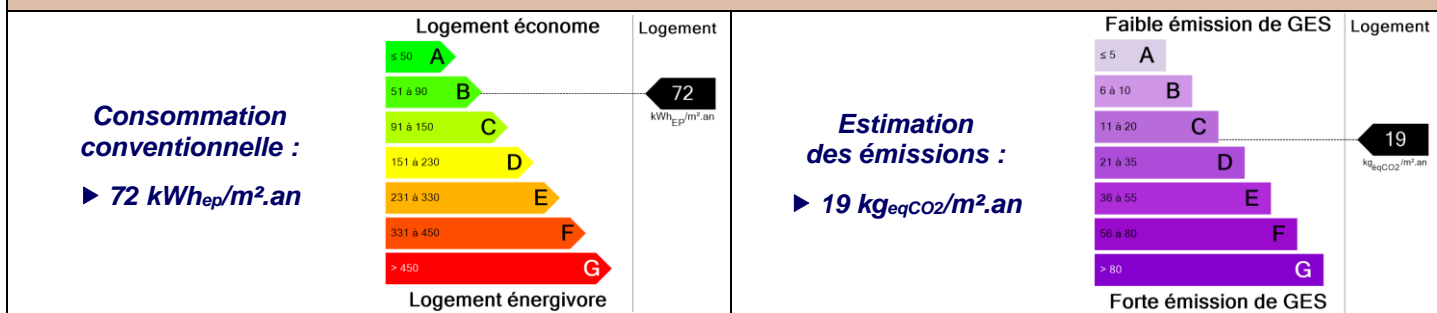 Consommation
conventionnelle :
► 72 kWhep/m².an
Logement économe
Logement
≤ 50 A
51 à 90 B
72
kWhEP/m².an
91 à 150 C
151 à 230 D
231 à 330 E
331 à 450 F
> 450 G
Logement énergivore
Estimation
des émissions :
► 19 kgeqCO2/m².an
Faible émission de GES
Logement
≤ 5 A
6 à 10 B
11 à 20 C
19
kgéqCO2/m².an
21 à 35 D
36 à 55 E
56 à 80 F
> 80 G
Forte émission de GES